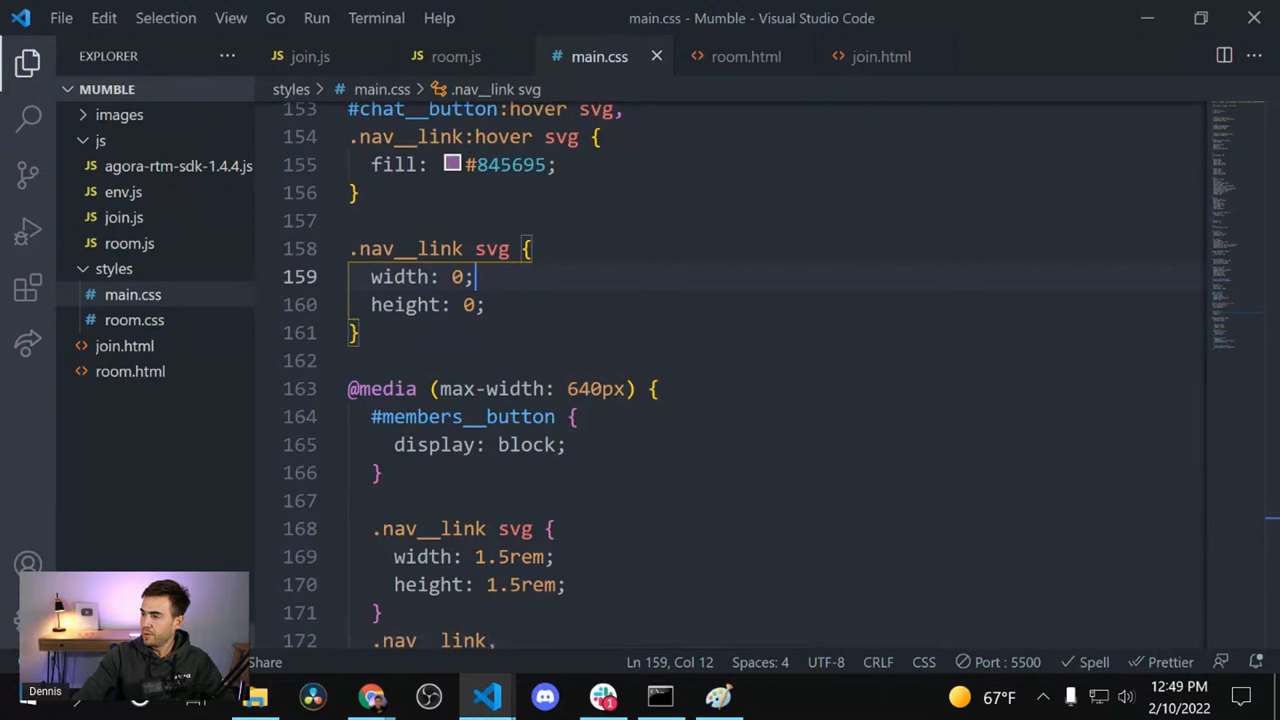 File Edit Selection View Go Run Terminal Help main.css - Mumble - Visual Studio Code
EXPLORER
join.js room.js main.css room.html join.html
MUMBLE
images
js
agora-rtm-sdk-1.4.4.js
env.js
join.js
room.js
styles
main.css
room.css
join.html
room.html
styles > main.css > .nav__link svg
153 #chat__button:hover svg,
154 .nav__link:hover svg {
155 fill: #845695;
156 }
157
158 .nav__link svg {
159 width: 0;
160 height: 0;
161 }
162
163 @media (max-width: 640px) {
164 #members__button {
165 display: block;
166 }
167
168 .nav__link svg {
169 width: 1.5rem;
170 height: 1.5rem;
171 }
172 .nav__link,
Share Ln 159, Col 12 Spaces: 4 UTF-8 CRLF CSS Port : 5500 Spell Prettier
Dennis
1
67°F
12:49 PM
2/10/2022